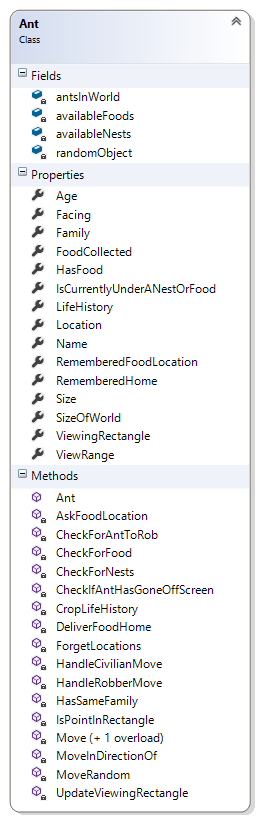 Ant
Class
Fields
antsInWorld
availableFoods
availableNests
randomObject
Properties
Age
Facing
Family
FoodCollected
HasFood
IsCurrentlyUnderANestOrFood
LifeHistory
Location
Name
RememberedFoodLocation
RememberedHome
Size
SizeOfWorld
ViewingRectangle
ViewRange
Methods
Ant
AskFoodLocation
CheckForAntToRob
CheckForFood
CheckForNests
CheckIfAntHasGoneOffScreen
CropLifeHistory
DeliverFoodHome
ForgetLocations
HandleCivilianMove
HandleRobberMove
HasSameFamily
IsPointInRectangle
Move (+ 1 overload)
MoveInDirectionOf
MoveRandom
UpdateViewingRectangle